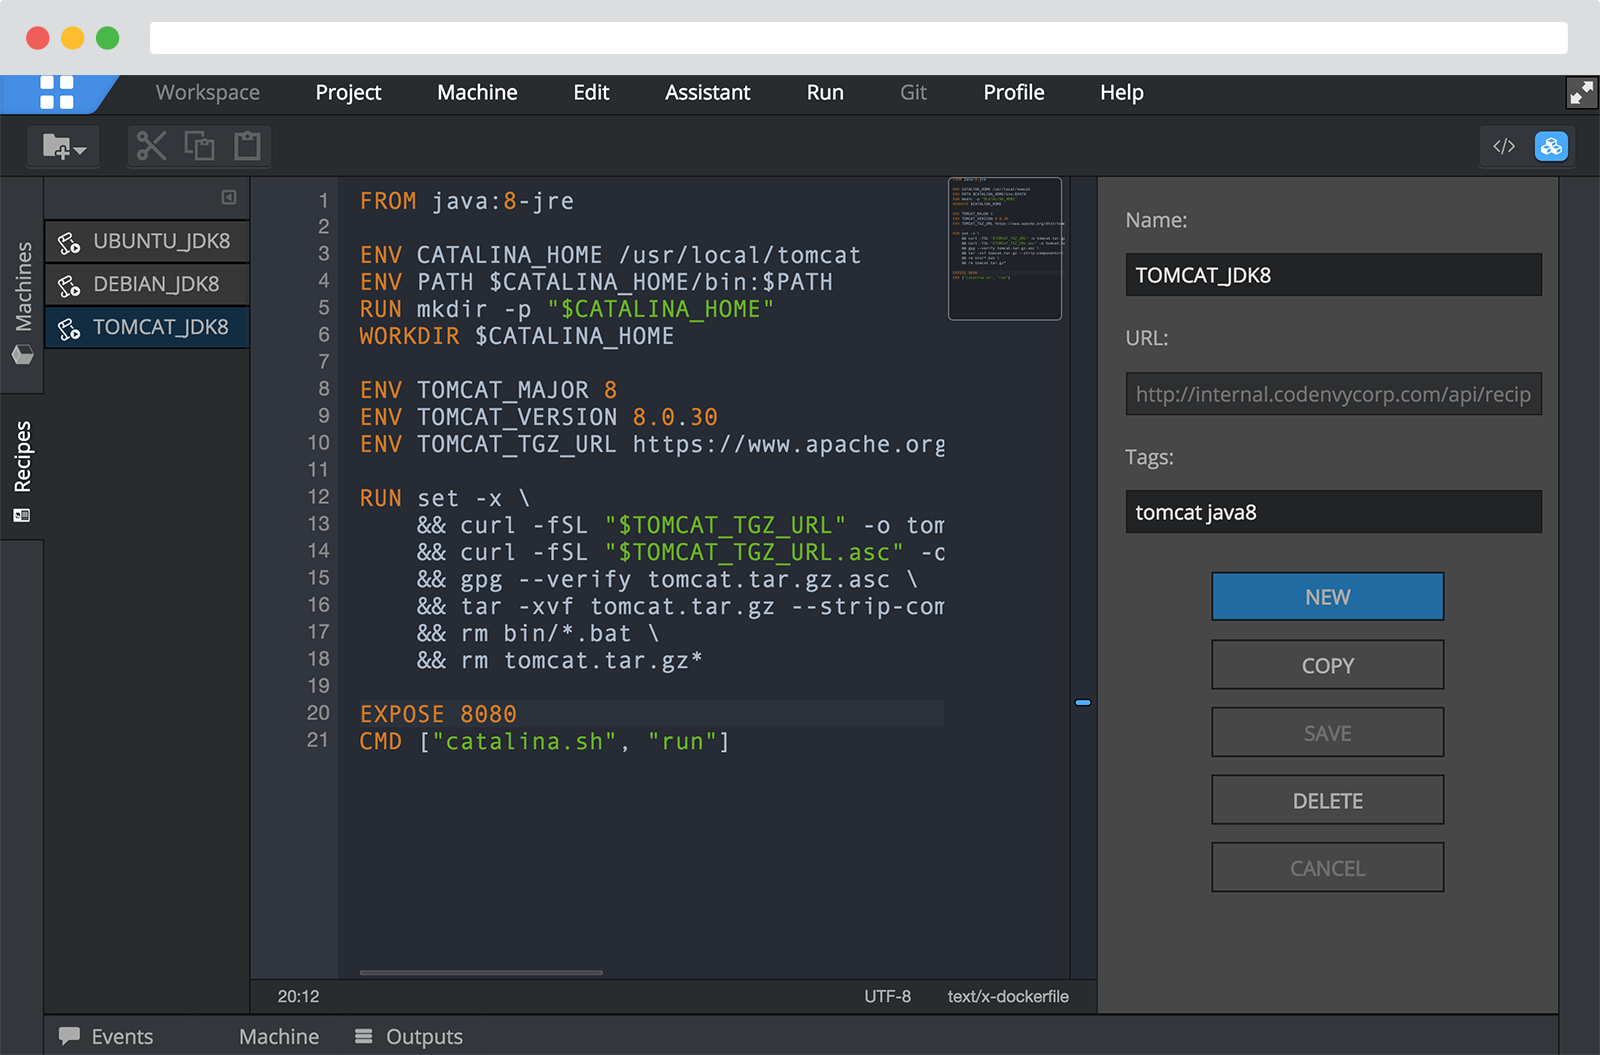 Workspace Project Machine Edit Assistant Run Git Profile Help
</>
Machines
Recipes
UBUNTU_JDK8
DEBIAN_JDK8
TOMCAT_JDK8
1 FROM java:8-jre
2
3 ENV CATALINA_HOME /usr/local/tomcat
4 ENV PATH $CATALINA_HOME/bin:$PATH
5 RUN mkdir -p "$CATALINA_HOME"
6 WORKDIR $CATALINA_HOME
7
8 ENV TOMCAT_MAJOR 8
9 ENV TOMCAT_VERSION 8.0.30
10 ENV TOMCAT_TGZ_URL https://www.apache.org
11
12 RUN set -x \
13 && curl -fSL "$TOMCAT_TGZ_URL" -o tom
14 && curl -fSL "$TOMCAT_TGZ_URL.asc" -o
15 && gpg --verify tomcat.tar.gz.asc \
16 && tar -xvf tomcat.tar.gz --strip-com
17 && rm bin/*.bat \
18 && rm tomcat.tar.gz*
19
20 EXPOSE 8080
21 CMD ["catalina.sh", "run"]
20:12 UTF-8 text/x-dockerfile
Name:
TOMCAT_JDK8
URL:
http://internal.codenvycorp.com/api/recip
Tags:
tomcat java8
NEW
COPY
SAVE
DELETE
CANCEL
Events Machine Outputs